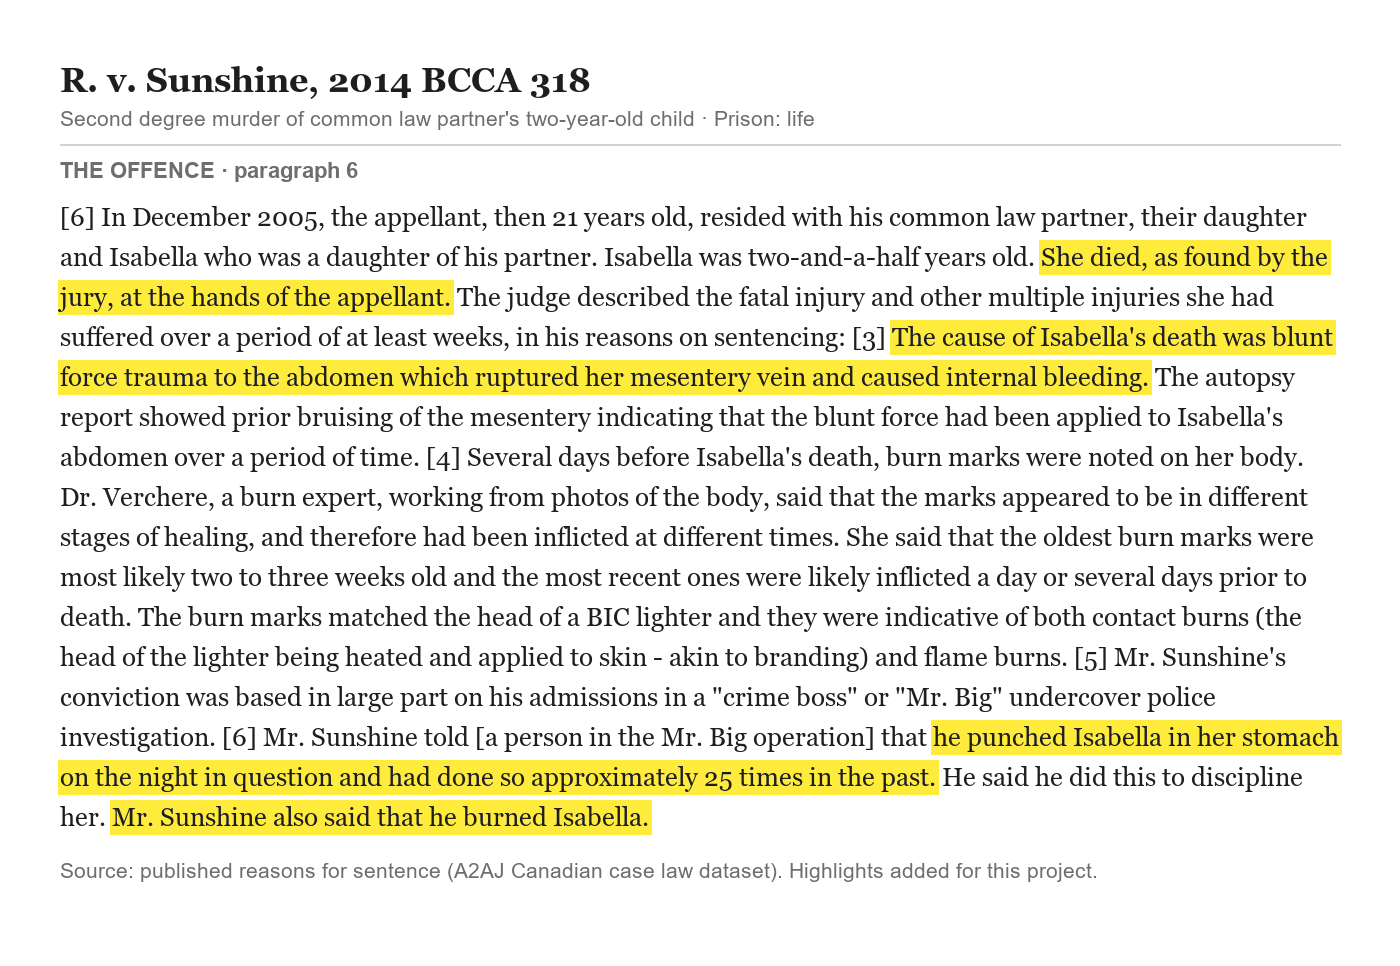 R. v. Sunshine, 2014 BCCA 318
Second degree murder of common law partner's two-year-old child · Prison: life
THE OFFENCE · paragraph 6
[6] In December 2005, the appellant, then 21 years old, resided with his common law partner, their daughter
and Isabella who was a daughter of his partner. Isabella was two-and-a-half years old. She died, as found by the
jury, at the hands of the appellant. The judge described the fatal injury and other multiple injuries she had
suffered over a period of at least weeks, in his reasons on sentencing: [3] The cause of Isabella's death was blunt
force trauma to the abdomen which ruptured her mesentery vein and caused internal bleeding. The autopsy
report showed prior bruising of the mesentery indicating that the blunt force had been applied to Isabella's
abdomen over a period of time. [4] Several days before Isabella's death, burn marks were noted on her body.
Dr. Verchere, a burn expert, working from photos of the body, said that the marks appeared to be in different
stages of healing, and therefore had been inflicted at different times. She said that the oldest burn marks were
most likely two to three weeks old and the most recent ones were likely inflicted a day or several days prior to
death. The burn marks matched the head of a BIC lighter and they were indicative of both contact burns (the
head of the lighter being heated and applied to skin - akin to branding) and flame burns. [5] Mr. Sunshine's
conviction was based in large part on his admissions in a "crime boss" or "Mr. Big" undercover police
investigation. [6] Mr. Sunshine told [a person in the Mr. Big operation] that he punched Isabella in her stomach
on the night in question and had done so approximately 25 times in the past. He said he did this to discipline
her. Mr. Sunshine also said that he burned Isabella.
Source: published reasons for sentence (A2AJ Canadian case law dataset). Highlights added for this project.